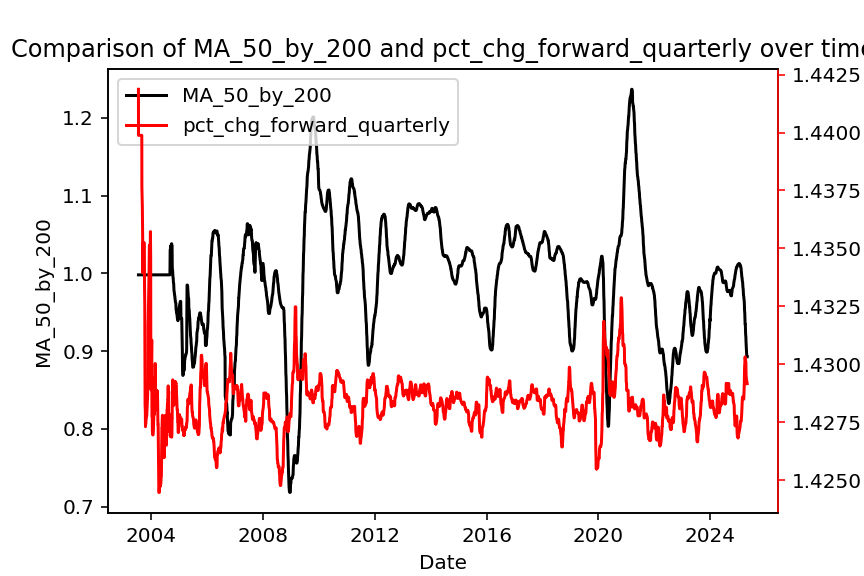 Comparison of MA_50_by_200 and pct_chg_forward_quarterly over time
MA_50_by_200
pct_chg_forward_quarterly
1.2
1.1
1.0
0.9
0.8
0.7
MA_50_by_200
1.4425
1.4400
1.4375
1.4350
1.4325
1.4300
1.4275
1.4250
2004 2008 2012 2016 2020 2024
Date